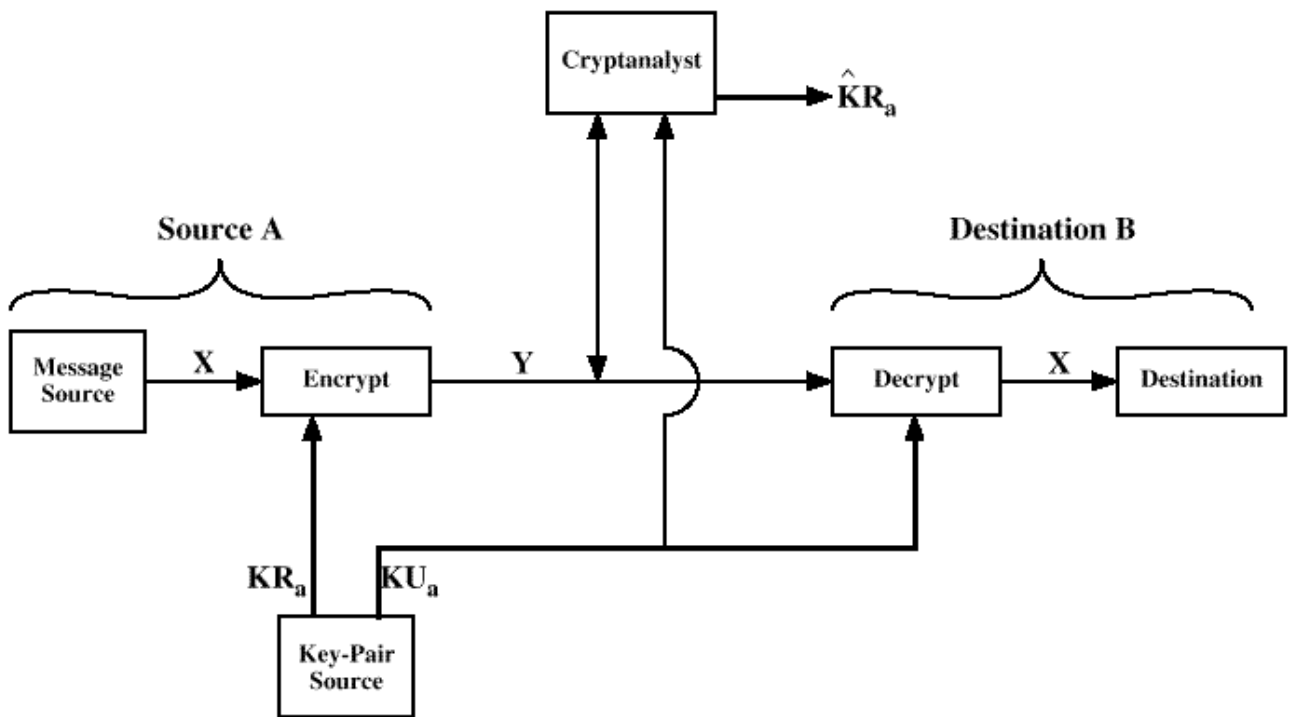 Cryptanalyst
K̂Rₐ
Source A
Destination B
Message
Source
X
Encrypt
Y
Decrypt
X
Destination
KRₐ
KUₐ
Key-Pair
Source